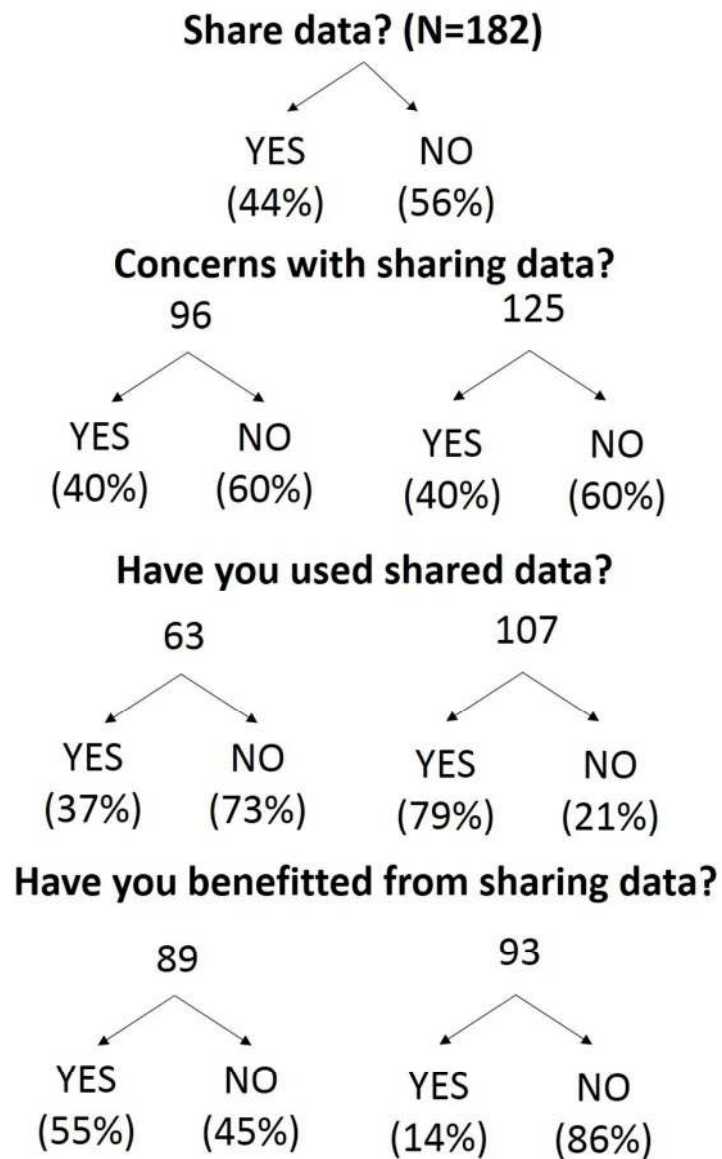 Share data? (N=182)
YES NO
(44%) (56%)
Concerns with sharing data?
96 125
YES NO YES NO
(40%) (60%) (40%) (60%)
Have you used shared data?
63 107
YES NO YES NO
(37%) (73%) (79%) (21%)
Have you benefitted from sharing data?
89 93
YES NO YES NO
(55%) (45%) (14%) (86%)